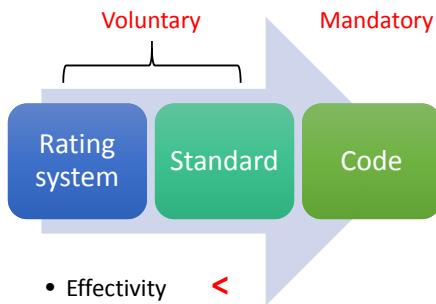 Voluntary Mandatory
Rating
system
Standard
Code
• Effectivity <